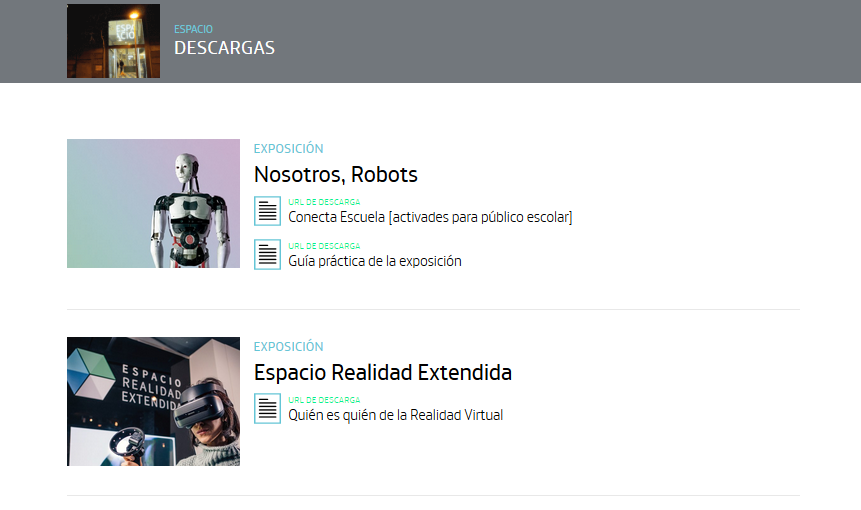 ESPACIO
ESPACIO
DESCARGAS
EXPOSICIÓN
Nosotros, Robots
URL DE DESCARGA
Conecta Escuela [activades para público escolar]
URL DE DESCARGA
Guía práctica de la exposición
EXPOSICIÓN
Espacio Realidad Extendida
ESPACIO
REALIDAD
EXTENDIDA
URL DE DESCARGA
Quién es quién de la Realidad Virtual